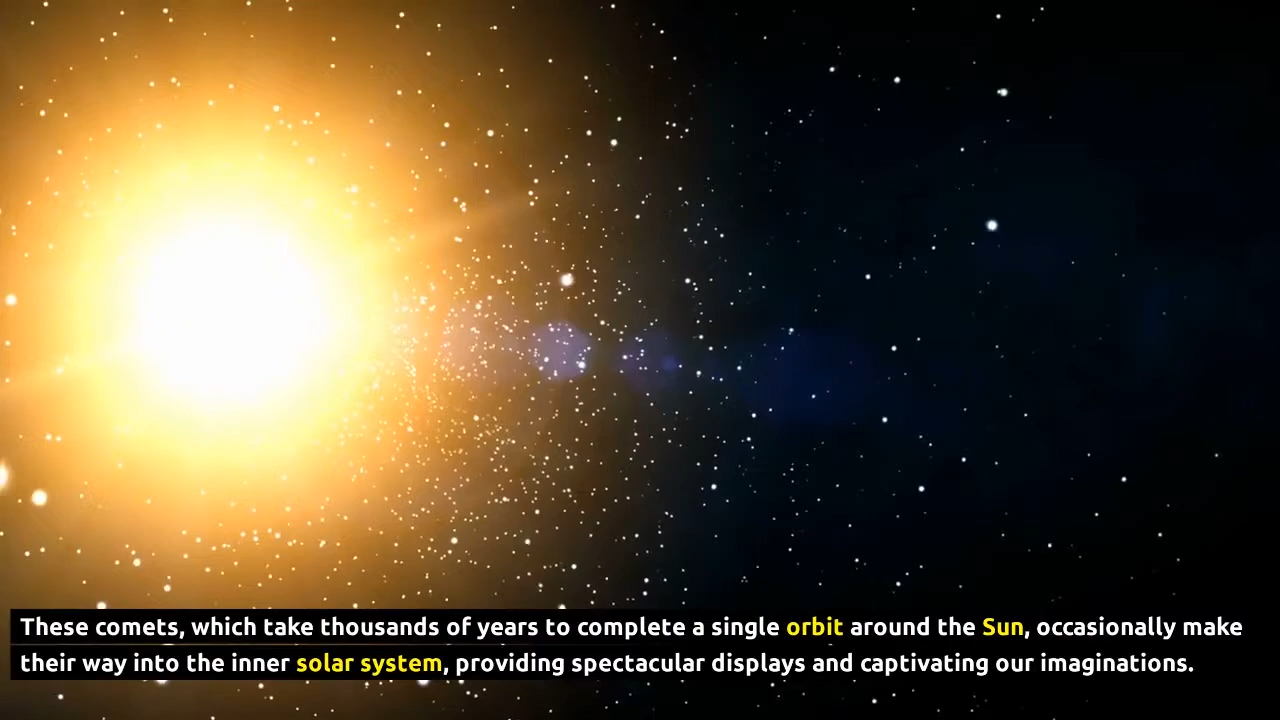 These comets, which take thousands of years to complete a single orbit around the Sun, occasionally make
their way into the inner solar system, providing spectacular displays and captivating our imaginations.